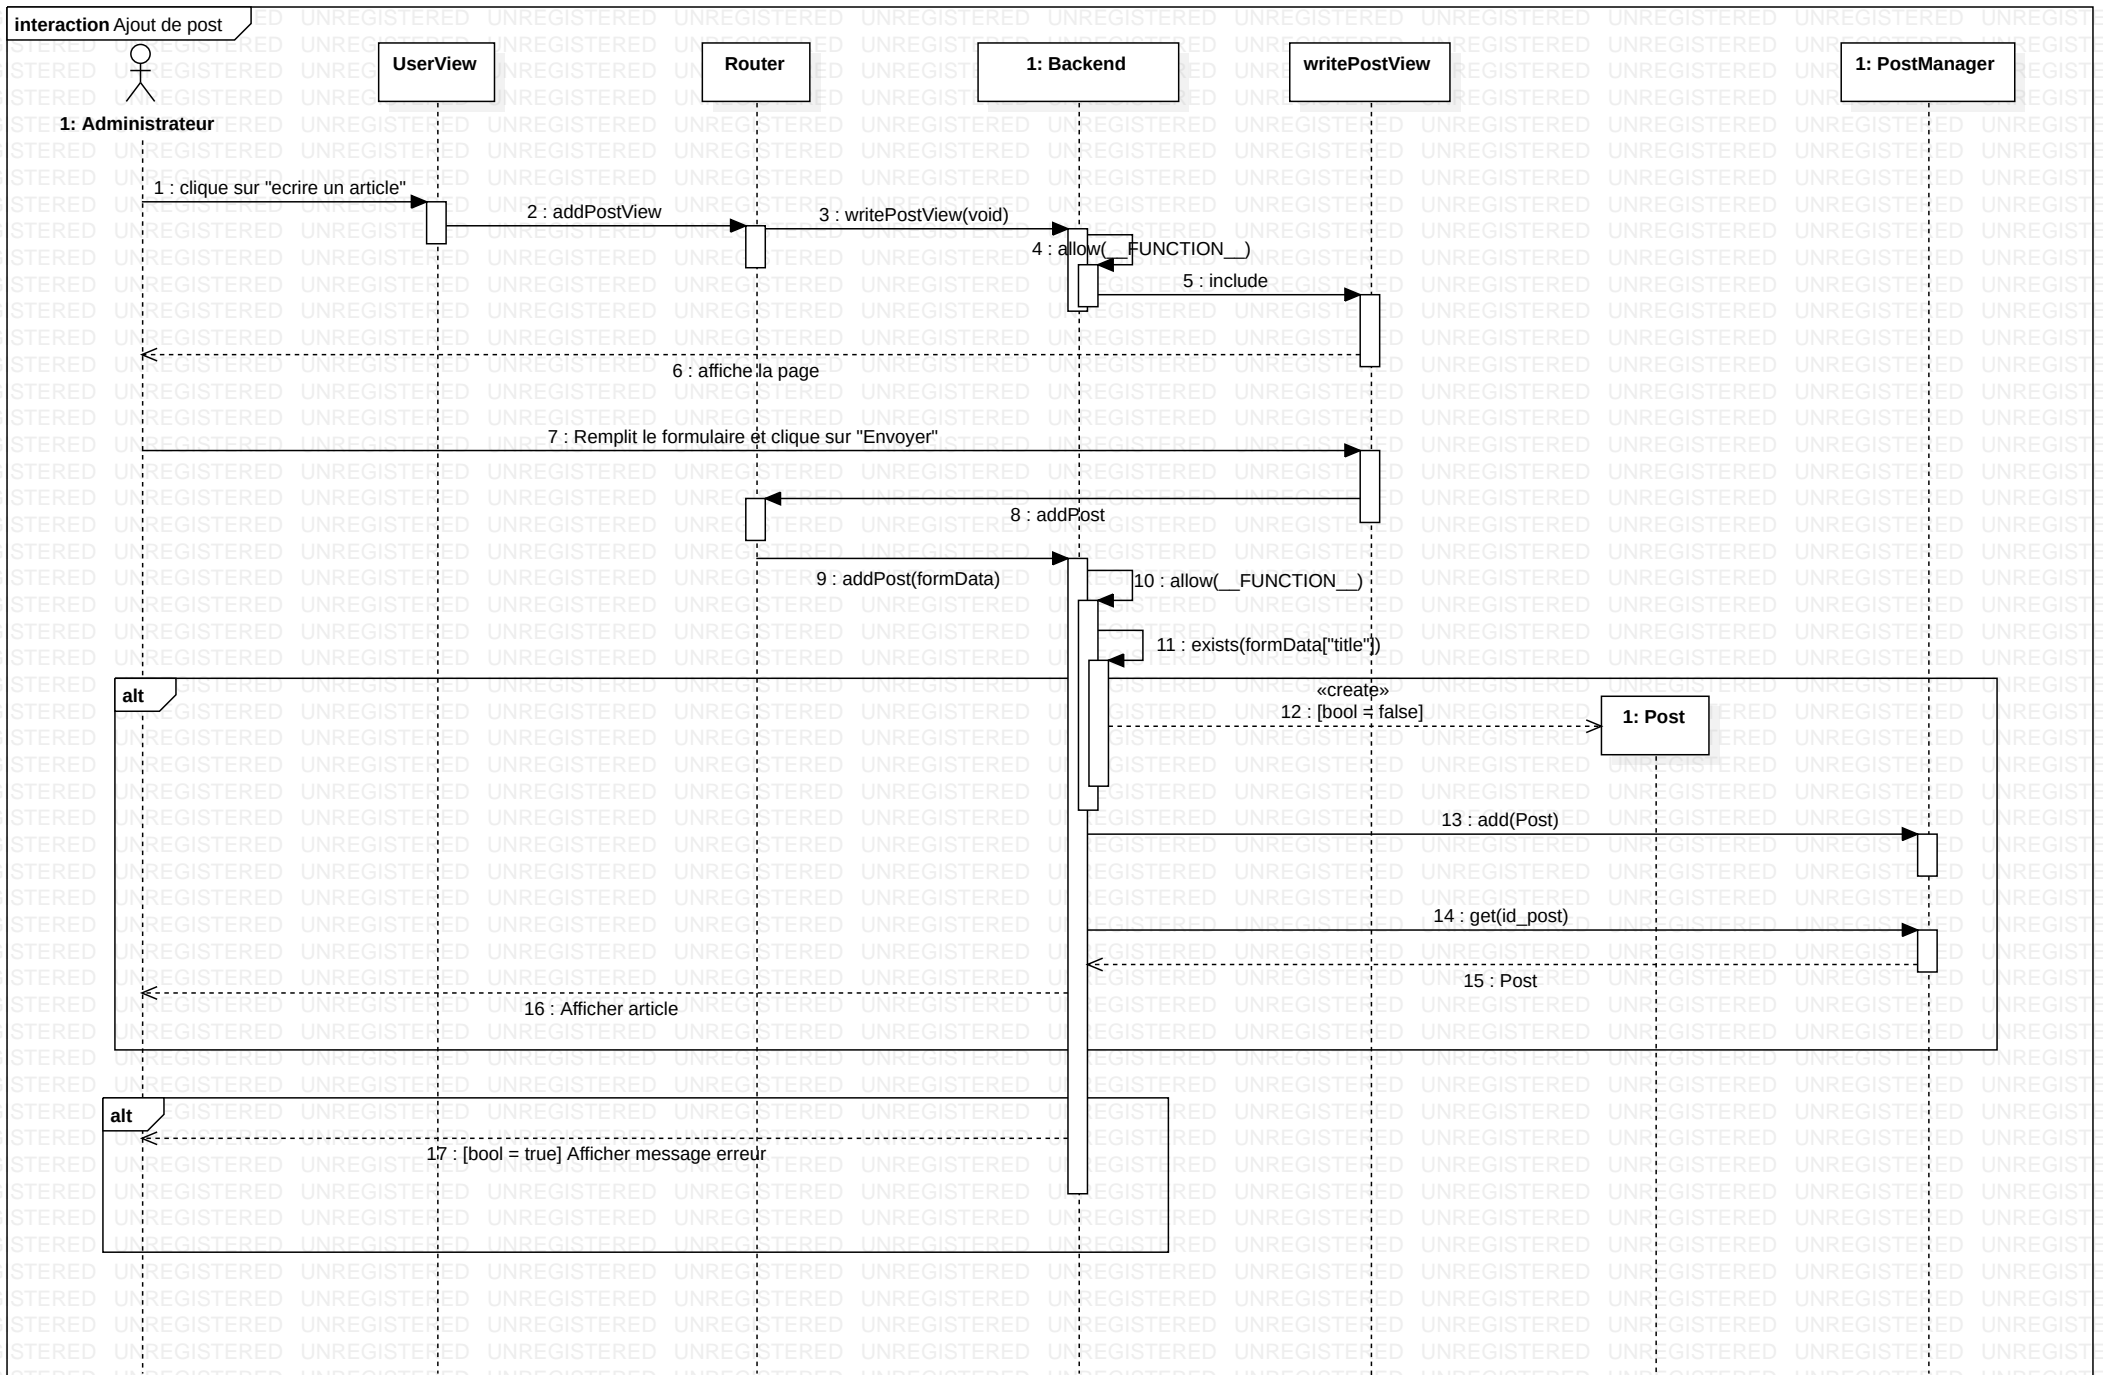 interaction Ajout de post
UserView
Router
1: Backend
writePostView
1: PostManager
1: Administrateur
1 : clique sur "ecrire un article"
2 : addPostView
3 : writePostView(void)
4 : allow(__FUNCTION__)
5 : include
6 : affiche la page
7 : Remplit le formulaire et clique sur "Envoyer"
8 : addPost
9 : addPost(formData)
10 : allow(__FUNCTION__)
11 : exists(formData["title"])
alt
«create»
12 : [bool = false]
1: Post
13 : add(Post)
14 : get(id_post)
15 : Post
16 : Afficher article
alt
17 : [bool = true] Afficher message erreur
UNREGISTERED